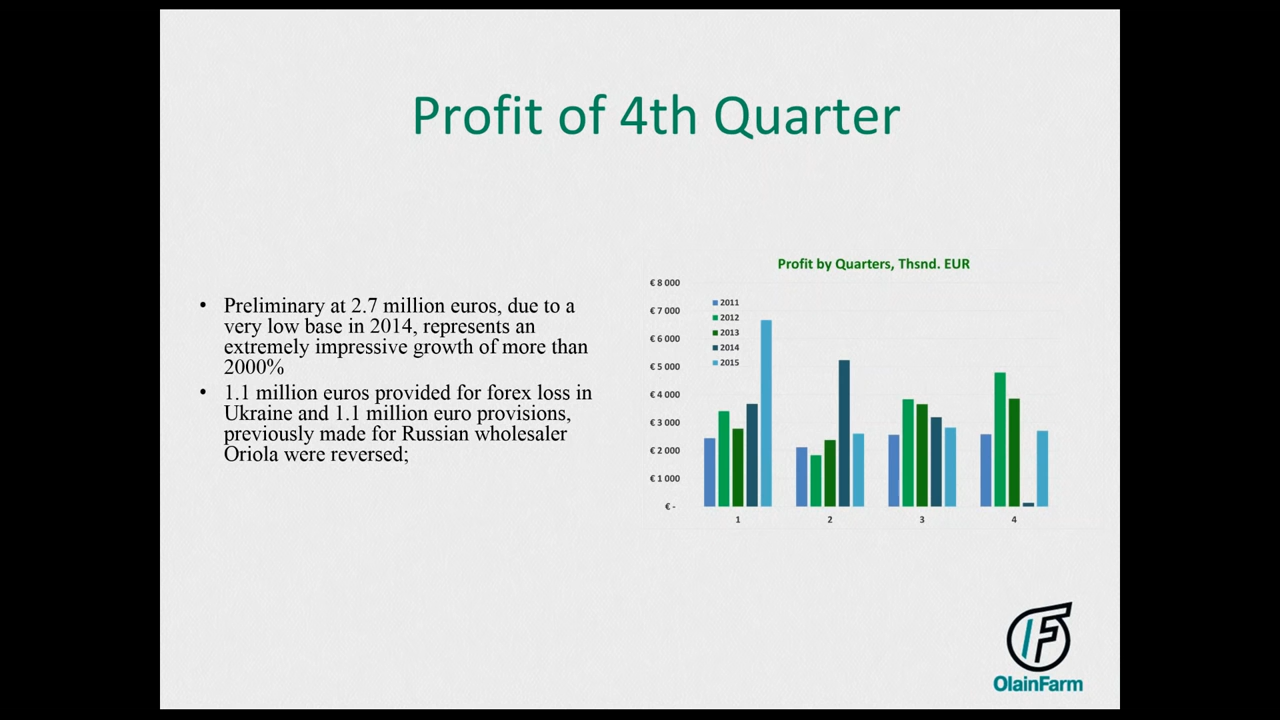 Profit of 4th Quarter
• Preliminary at 2.7 million euros, due to a
very low base in 2014, represents an
extremely impressive growth of more than
2000%
• 1.1 million euros provided for forex loss in
Ukraine and 1.1 million euro provisions,
previously made for Russian wholesaler
Oriola were reversed;
Profit by Quarters, Thsnd. EUR
€ 8 000
€ 7 000
€ 6 000
€ 5 000
€ 4 000
€ 3 000
€ 2 000
€ 1 000
€ -
2011
2012
2013
2014
2015
1 2 3 4
OlainFarm